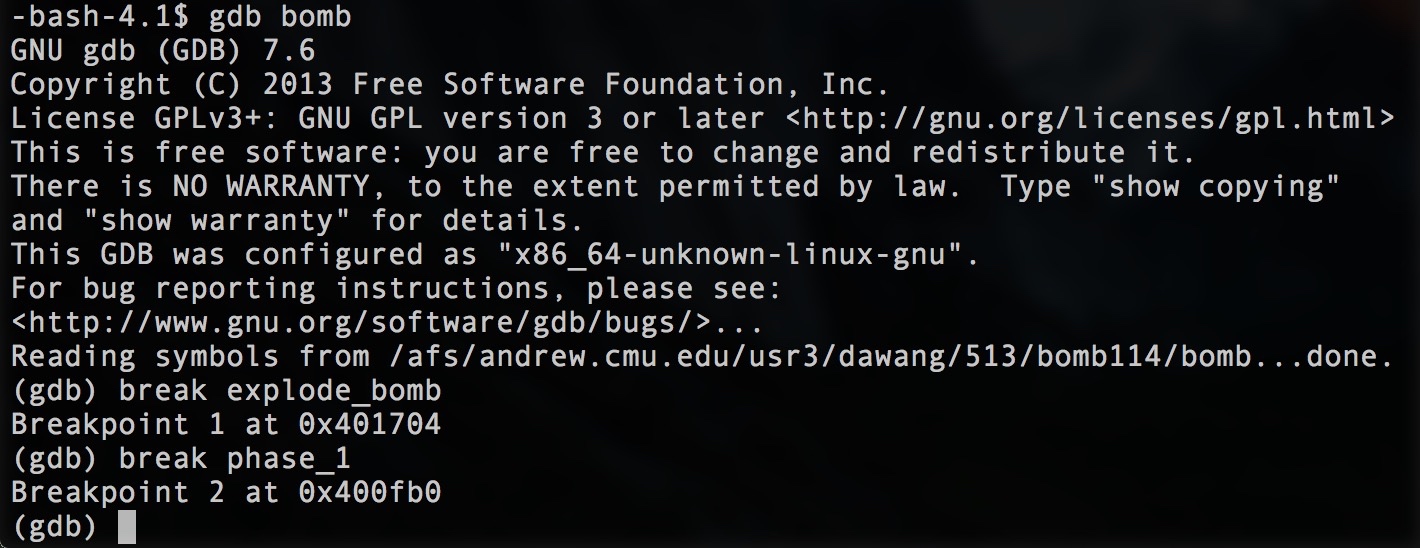 -bash-4.1$ gdb bomb
GNU gdb (GDB) 7.6
Copyright (C) 2013 Free Software Foundation, Inc.
License GPLv3+: GNU GPL version 3 or later <http://gnu.org/licenses/gpl.html>
This is free software: you are free to change and redistribute it.
There is NO WARRANTY, to the extent permitted by law.  Type "show copying"
and "show warranty" for details.
This GDB was configured as "x86_64-unknown-linux-gnu".
For bug reporting instructions, please see:
<http://www.gnu.org/software/gdb/bugs/>...
Reading symbols from /afs/andrew.cmu.edu/usr3/dawang/513/bomb114/bomb...done.
(gdb) break explode_bomb
Breakpoint 1 at 0x401704
(gdb) break phase_1
Breakpoint 2 at 0x400fb0
(gdb)